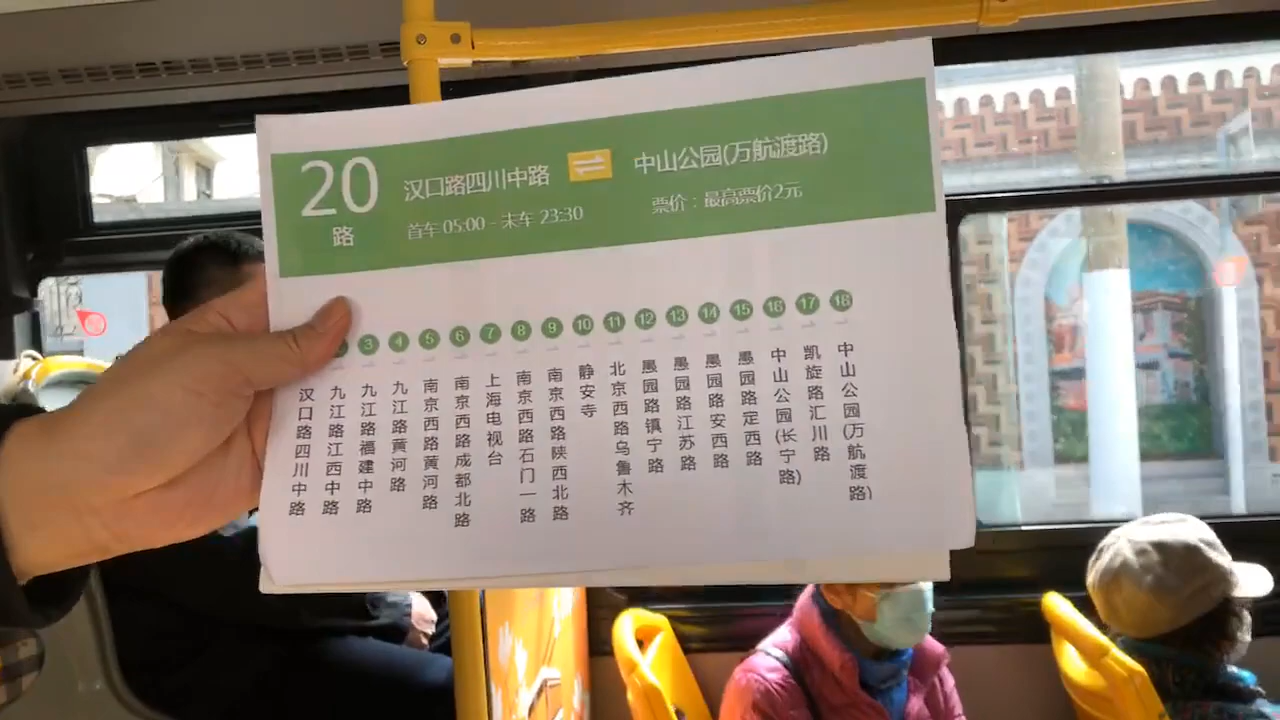 20
路
汉口路四川中路
中山公园(万航渡路)
首车 05:00 - 末车 23:30
票价：最高票价2元
3 4 5 6 7 8 9 10 11 12 13 14 15 16 17 18
汉口路四川中路
九江路江西中路
九江路福建中路
九江路黄河路
南京西路黄河路
南京西路成都北路
上海电视台
南京西路石门一路
南京西路陕西北路
静安寺
北京西路乌鲁木齐
愚园路镇宁路
愚园路江苏路
愚园路安西路
愚园路定西路
中山公园(长宁路)
凯旋路汇川路
中山公园(万航渡路)